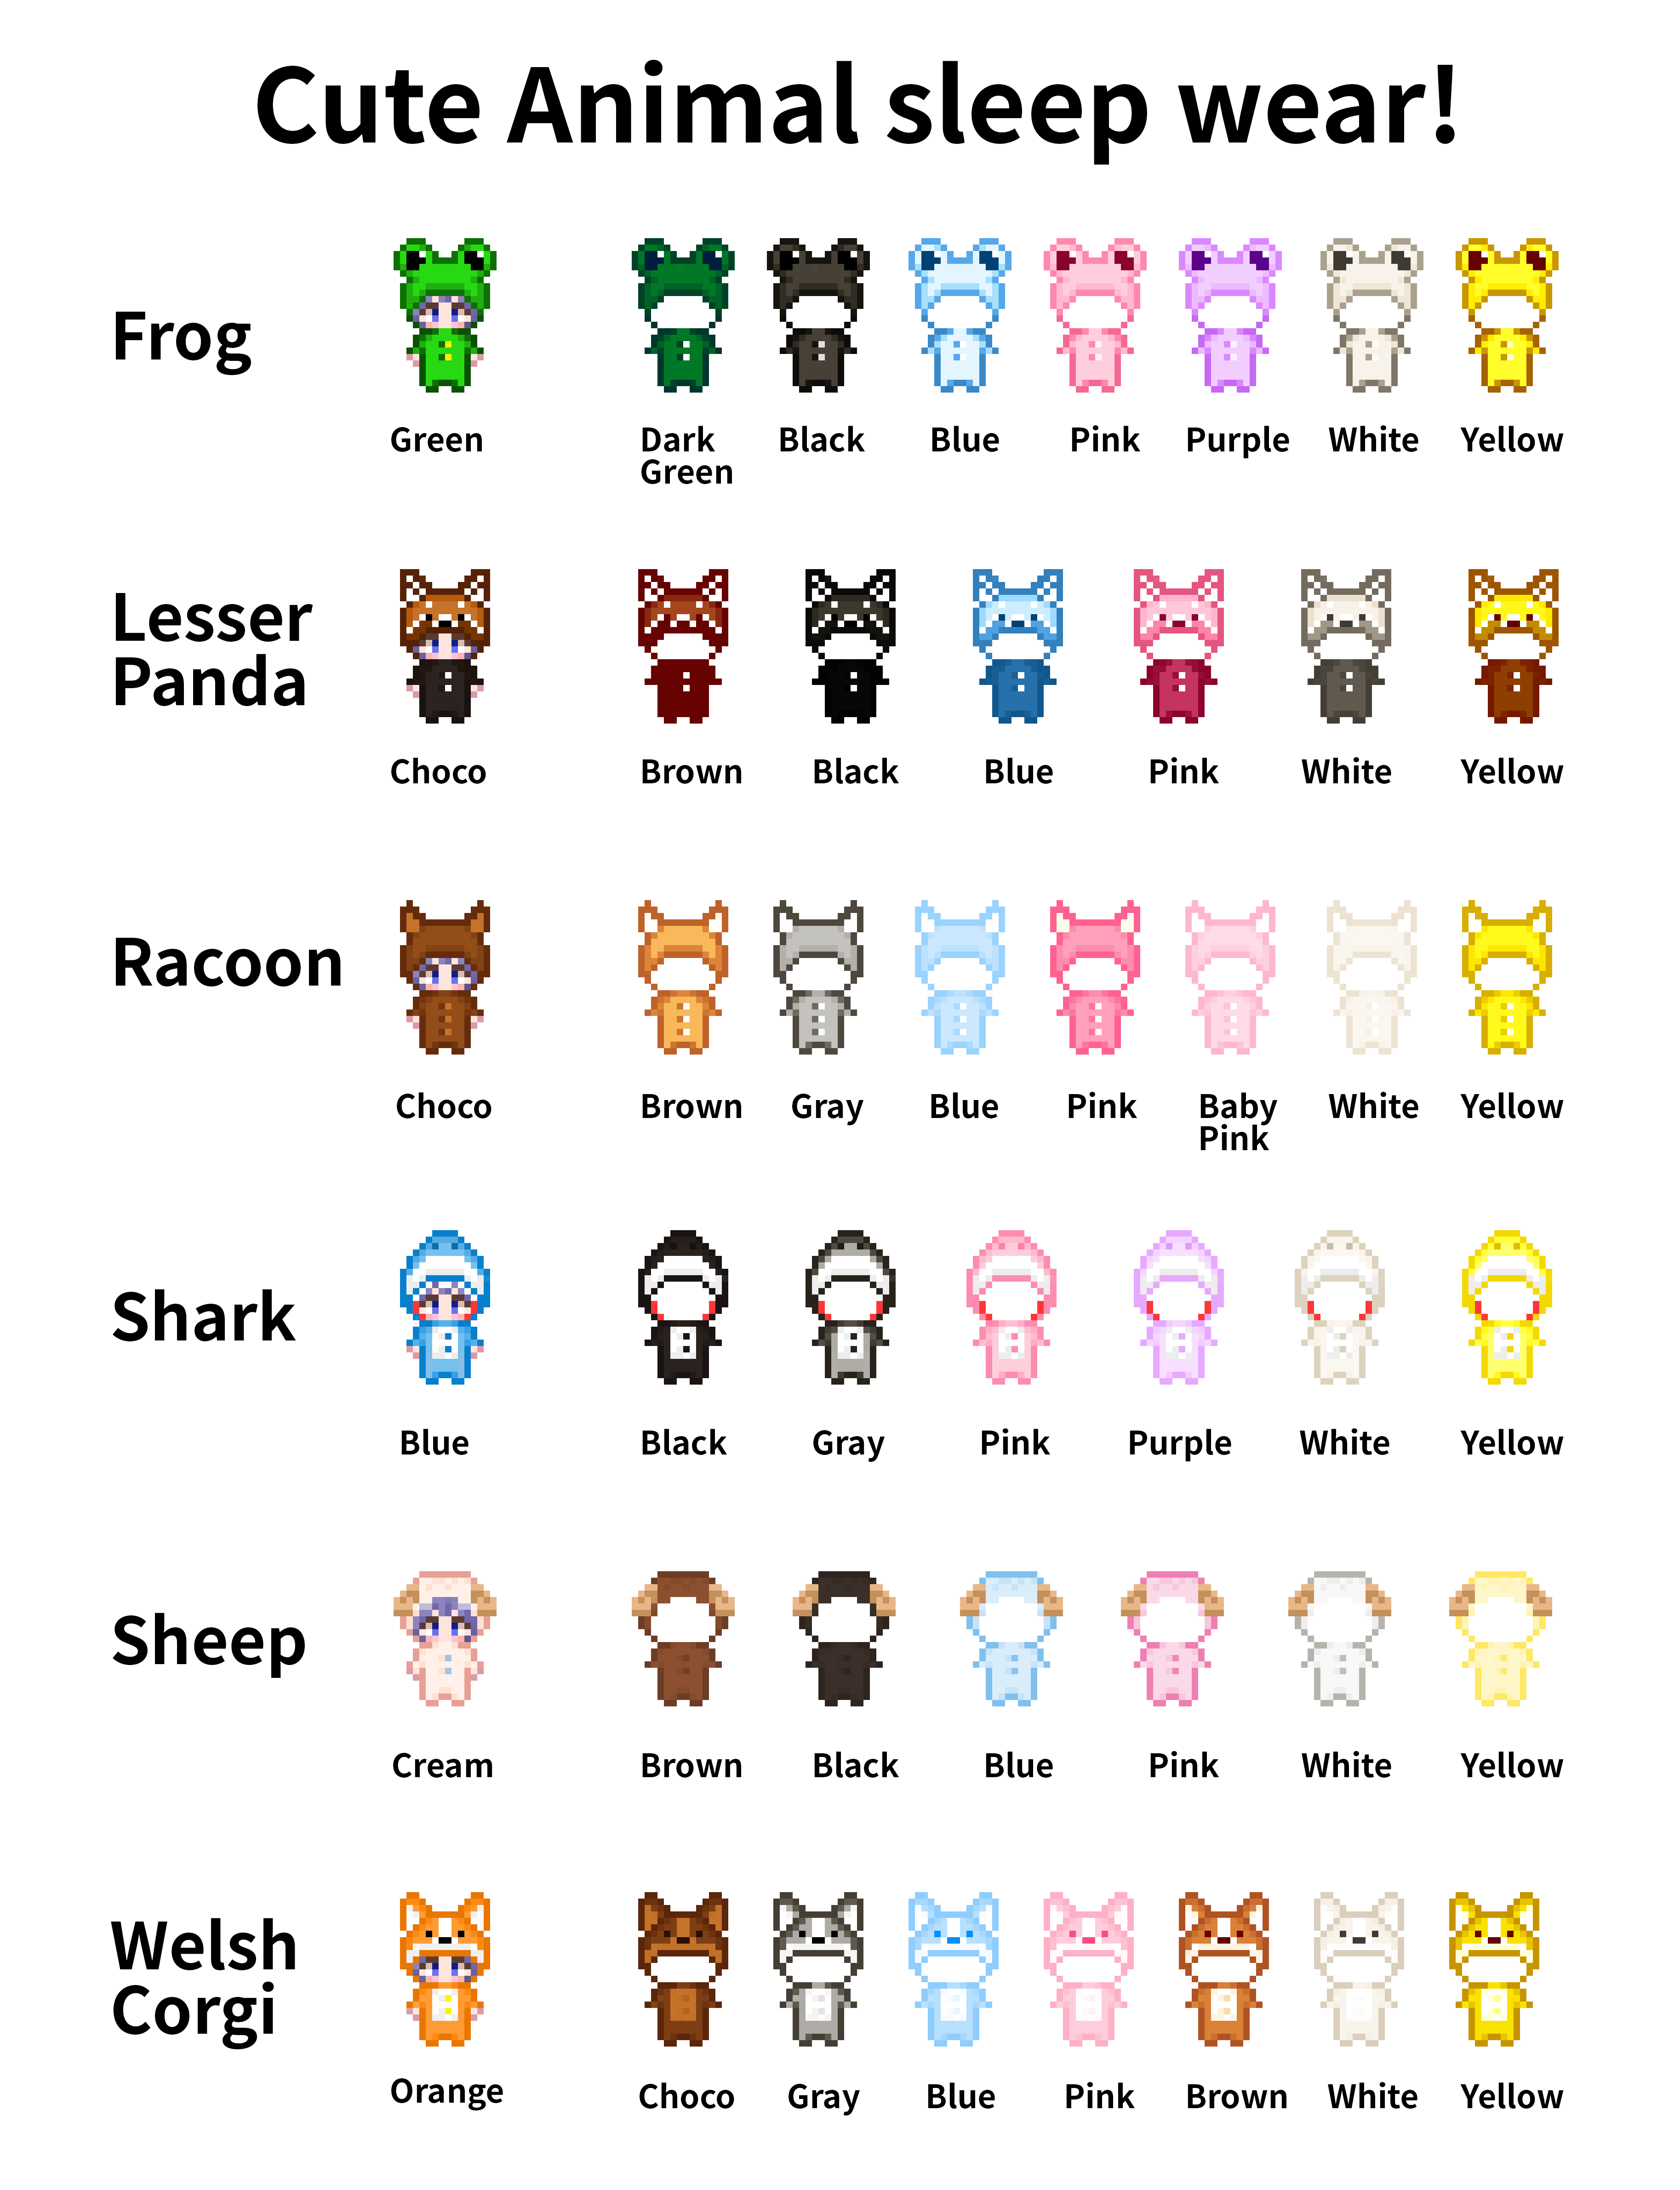 Cute Animal sleep wear!
Frog
Green
Dark
Green
Black
Blue
Pink
Purple
White
Yellow
Lesser
Panda
Choco
Brown
Black
Blue
Pink
White
Yellow
Racoon
Choco
Brown
Gray
Blue
Pink
Baby
Pink
White
Yellow
Shark
Blue
Black
Gray
Pink
Purple
White
Yellow
Sheep
Cream
Brown
Black
Blue
Pink
White
Yellow
Welsh
Corgi
Orange
Choco
Gray
Blue
Pink
Brown
White
Yellow